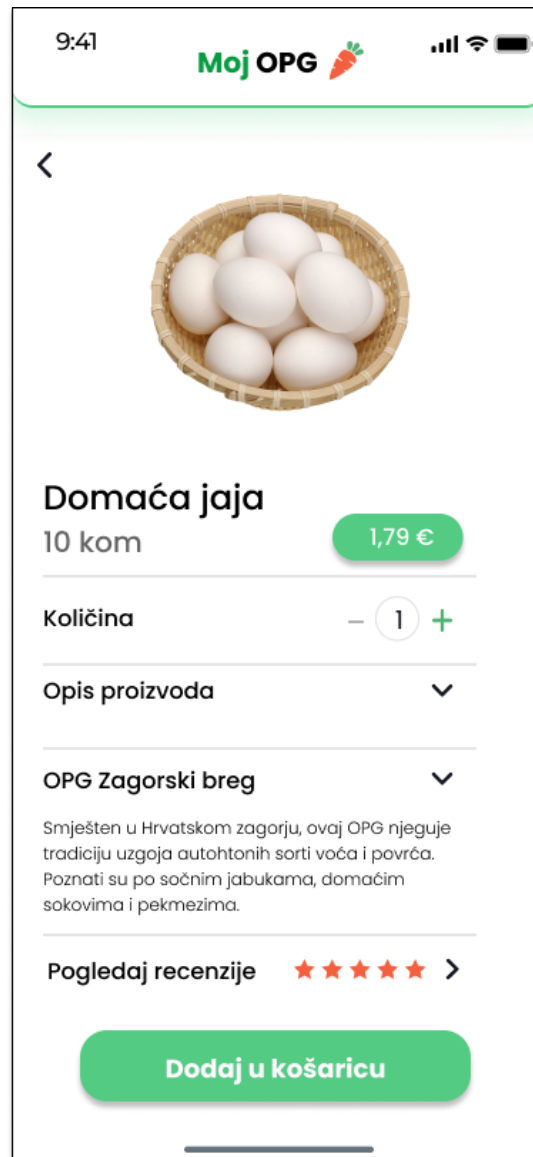 9:41
Moj OPG
Domaća jaja
10 kom
1,79 €
Količina
– 1 +
Opis proizvoda
OPG Zagorski breg
Smješten u Hrvatskom zagorju, ovaj OPG njeguje
tradiciju uzgoja autohtonih sorti voća i povrća.
Poznati su po sočnim jabukama, domaćim
sokovima i pekmezima.
Pogledaj recenzije
Dodaj u košaricu